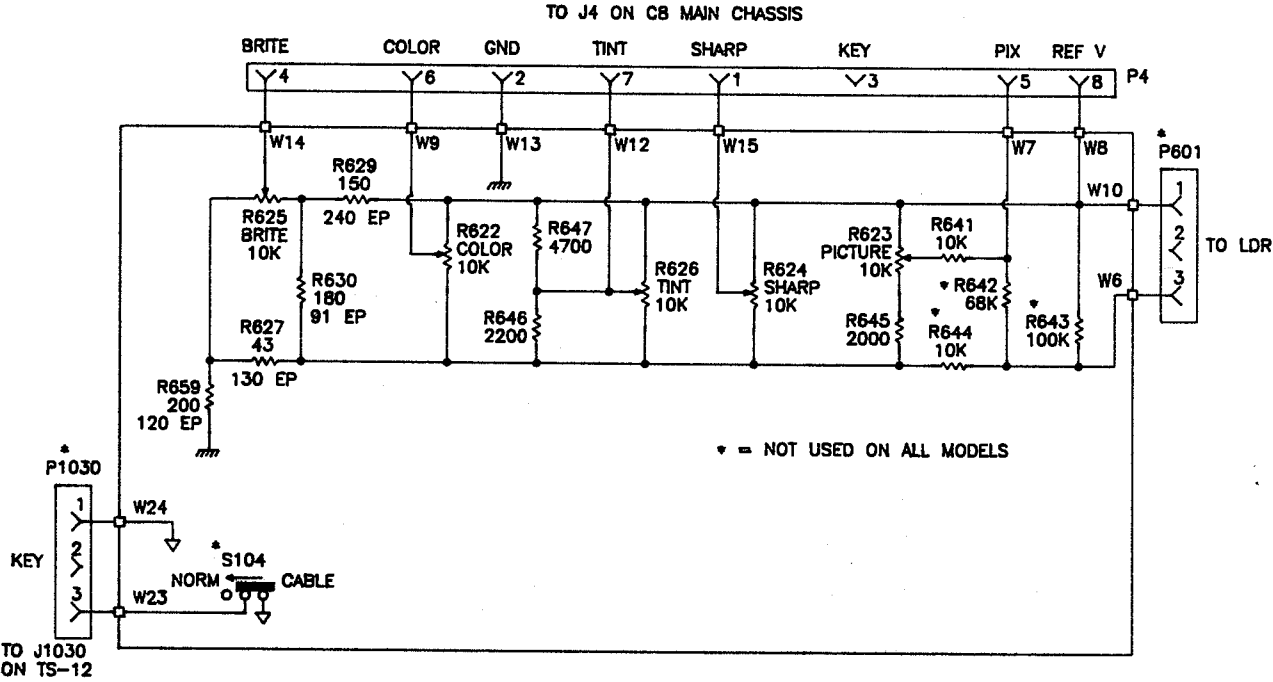 TO J4 ON C8 MAIN CHASSIS
BRITE COLOR GND TINT SHARP KEY PIX REF V
4 6 2 7 1 3 5 8 P4
W14 W9 W13 W12 W15 W7 W8
* P601
W10 1
2
TO LDR
W6 3
R629
150
240 EP
R625
BRITE
10K
R622
COLOR
10K
R647
4700
R630
180
91 EP
R626
TINT
10K
R624
SHARP
10K
R623
PICTURE
10K
R641
10K
* R642
68K
R627
43
130 EP
R646
2200
R645
2000
* R644
10K
* R643
100K
R659
200
120 EP
* = NOT USED ON ALL MODELS
* P1030
1 W24
KEY 2
3 W23
* S104
NORM CABLE
TO J1030
ON TS-12